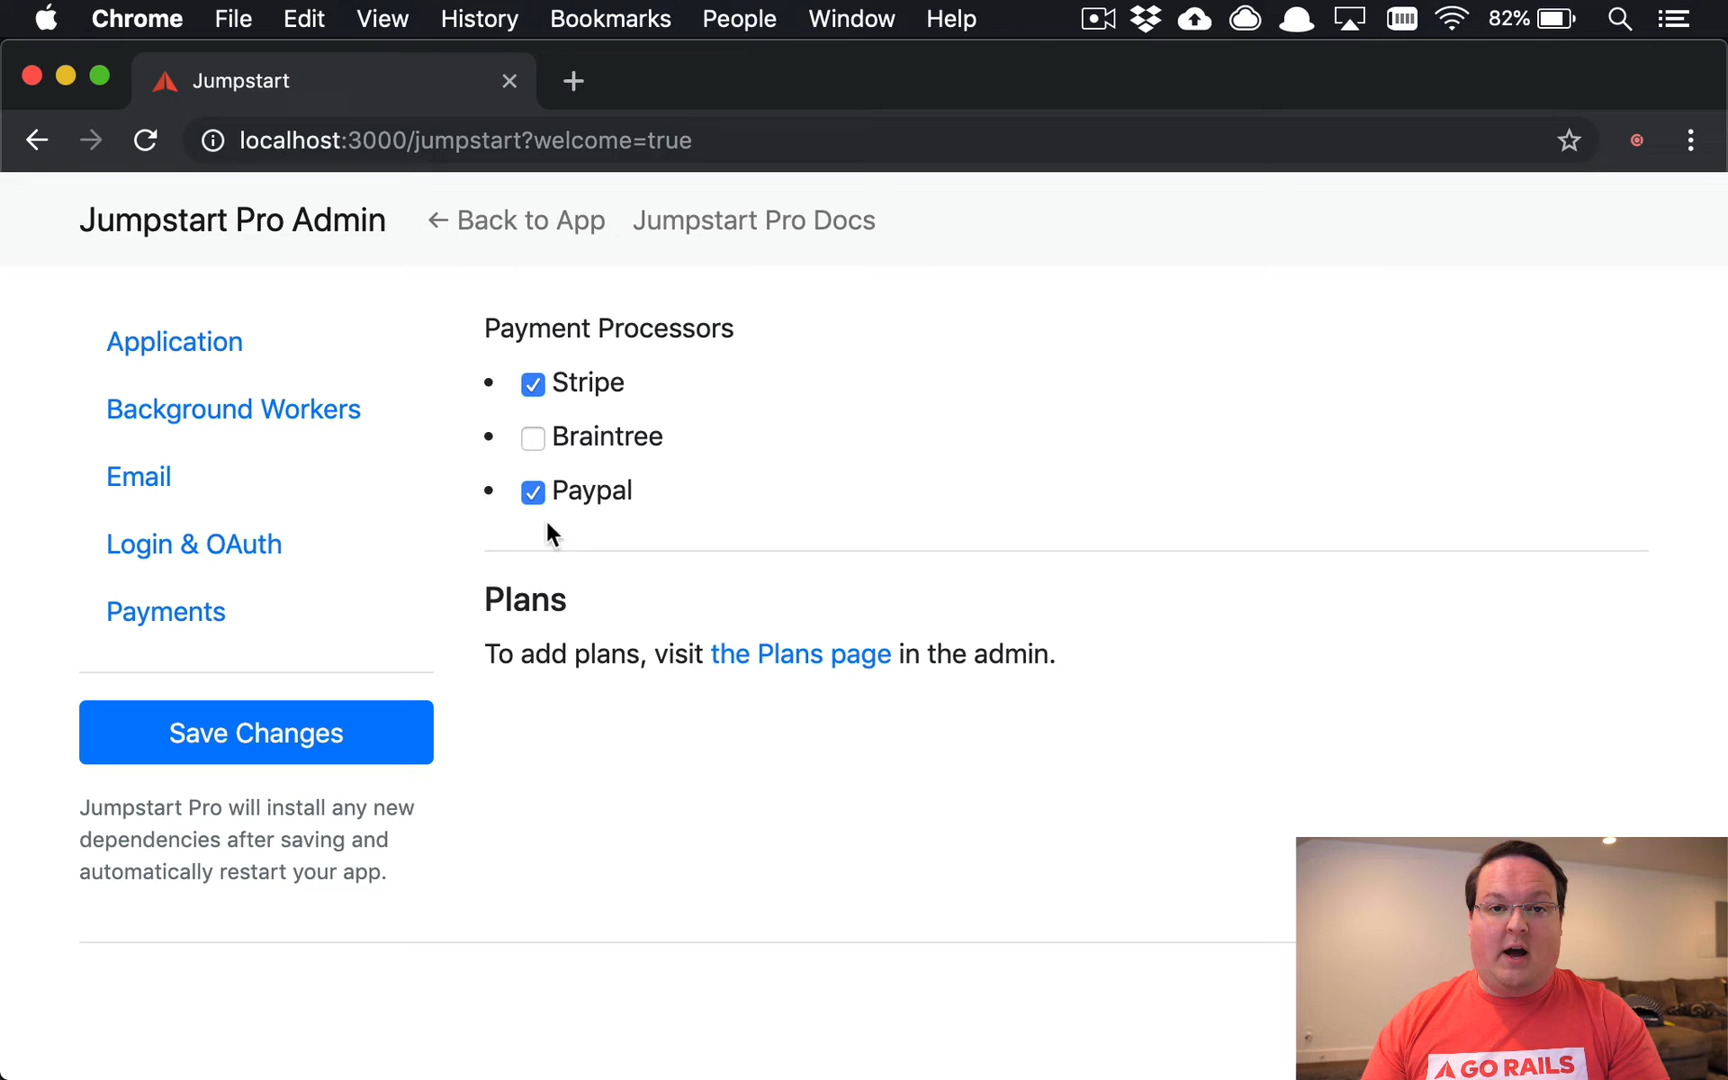 Chrome File Edit View History Bookmarks People Window Help 82%
Jumpstart
localhost:3000/jumpstart?welcome=true
Jumpstart Pro Admin ← Back to App Jumpstart Pro Docs
Application
Background Workers
Email
Login & OAuth
Payments
Save Changes
Jumpstart Pro will install any new
dependencies after saving and
automatically restart your app.
Payment Processors
• Stripe
• Braintree
• Paypal
Plans
To add plans, visit the Plans page in the admin.
GO RAILS